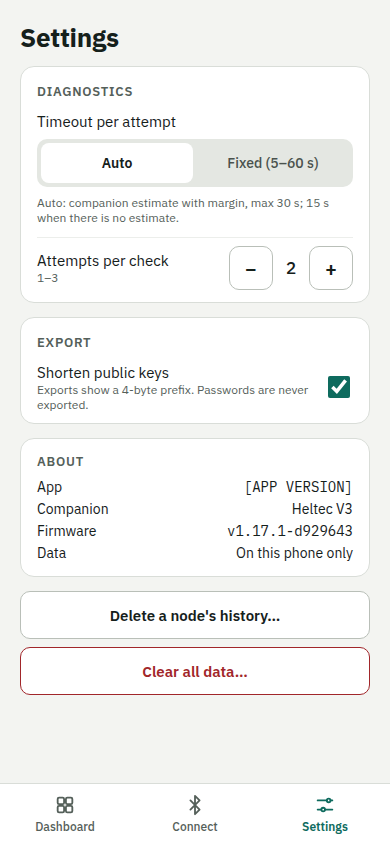 Settings
DIAGNOSTICS
Timeout per attempt
Auto
Fixed (5–60 s)
Auto: companion estimate with margin, max 30 s; 15 s
when there is no estimate.
Attempts per check
1–3
− 2 +
EXPORT
Shorten public keys
Exports show a 4-byte prefix. Passwords are never
exported.
ABOUT
App [APP VERSION]
Companion Heltec V3
Firmware v1.17.1-d929643
Data On this phone only
Delete a node's history...
Clear all data...
Dashboard Connect Settings